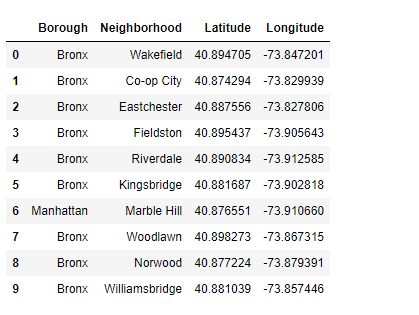 Borough Neighborhood Latitude Longitude
0 Bronx Wakefield 40.894705 -73.847201
1 Bronx Co-op City 40.874294 -73.829939
2 Bronx Eastchester 40.887556 -73.827806
3 Bronx Fieldston 40.895437 -73.905643
4 Bronx Riverdale 40.890834 -73.912585
5 Bronx Kingsbridge 40.881687 -73.902818
6 Manhattan Marble Hill 40.876551 -73.910660
7 Bronx Woodlawn 40.898273 -73.867315
8 Bronx Norwood 40.877224 -73.879391
9 Bronx Williamsbridge 40.881039 -73.857446